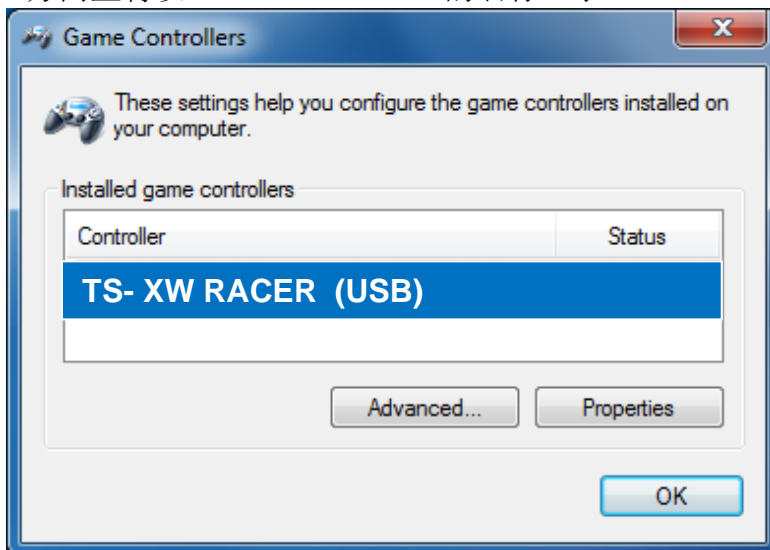 Game Controllers
These settings help you configure the game controllers installed on
your computer.
Installed game controllers
Controller Status
TS- XW RACER (USB)
Advanced... Properties
OK